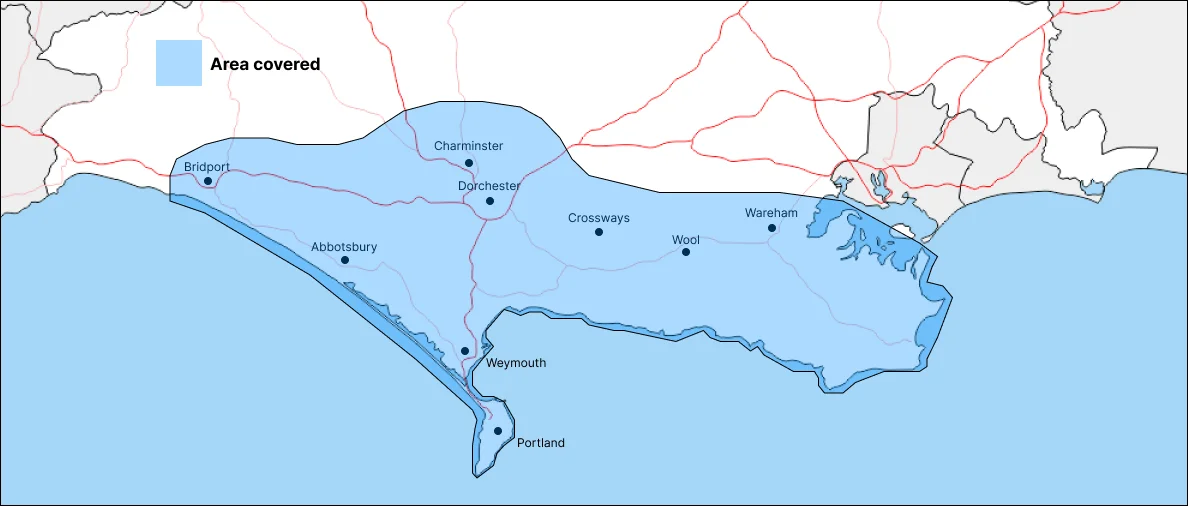 Area covered
Charminster
Bridport
Dorchester
Crossways
Wareham
Abbotsbury
Wool
Weymouth
Portland